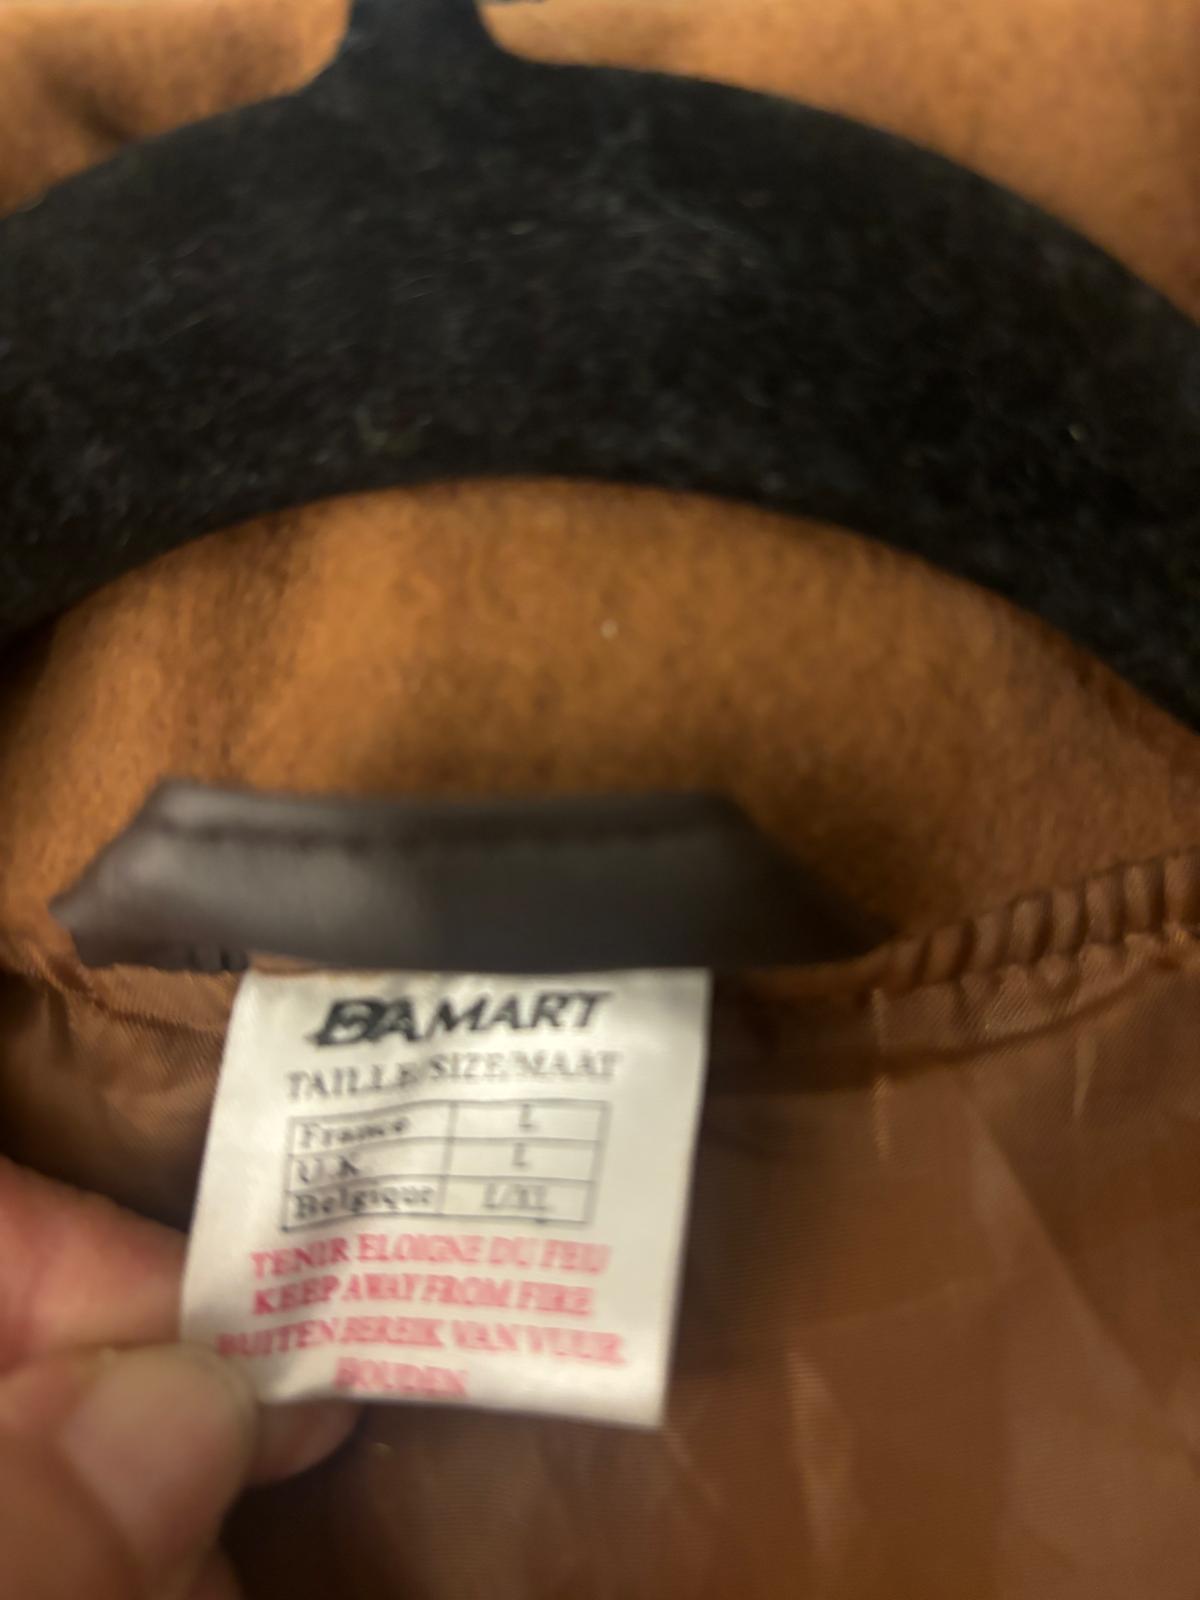 DAMART
TAILLE/SIZE/MAAT
France L
U.K L
Belgique L/XL
TENIR ELOIGNE DU FEU
KEEP AWAY FROM FIRE
BUITEN BEREIK VAN VUUR
HOUDEN